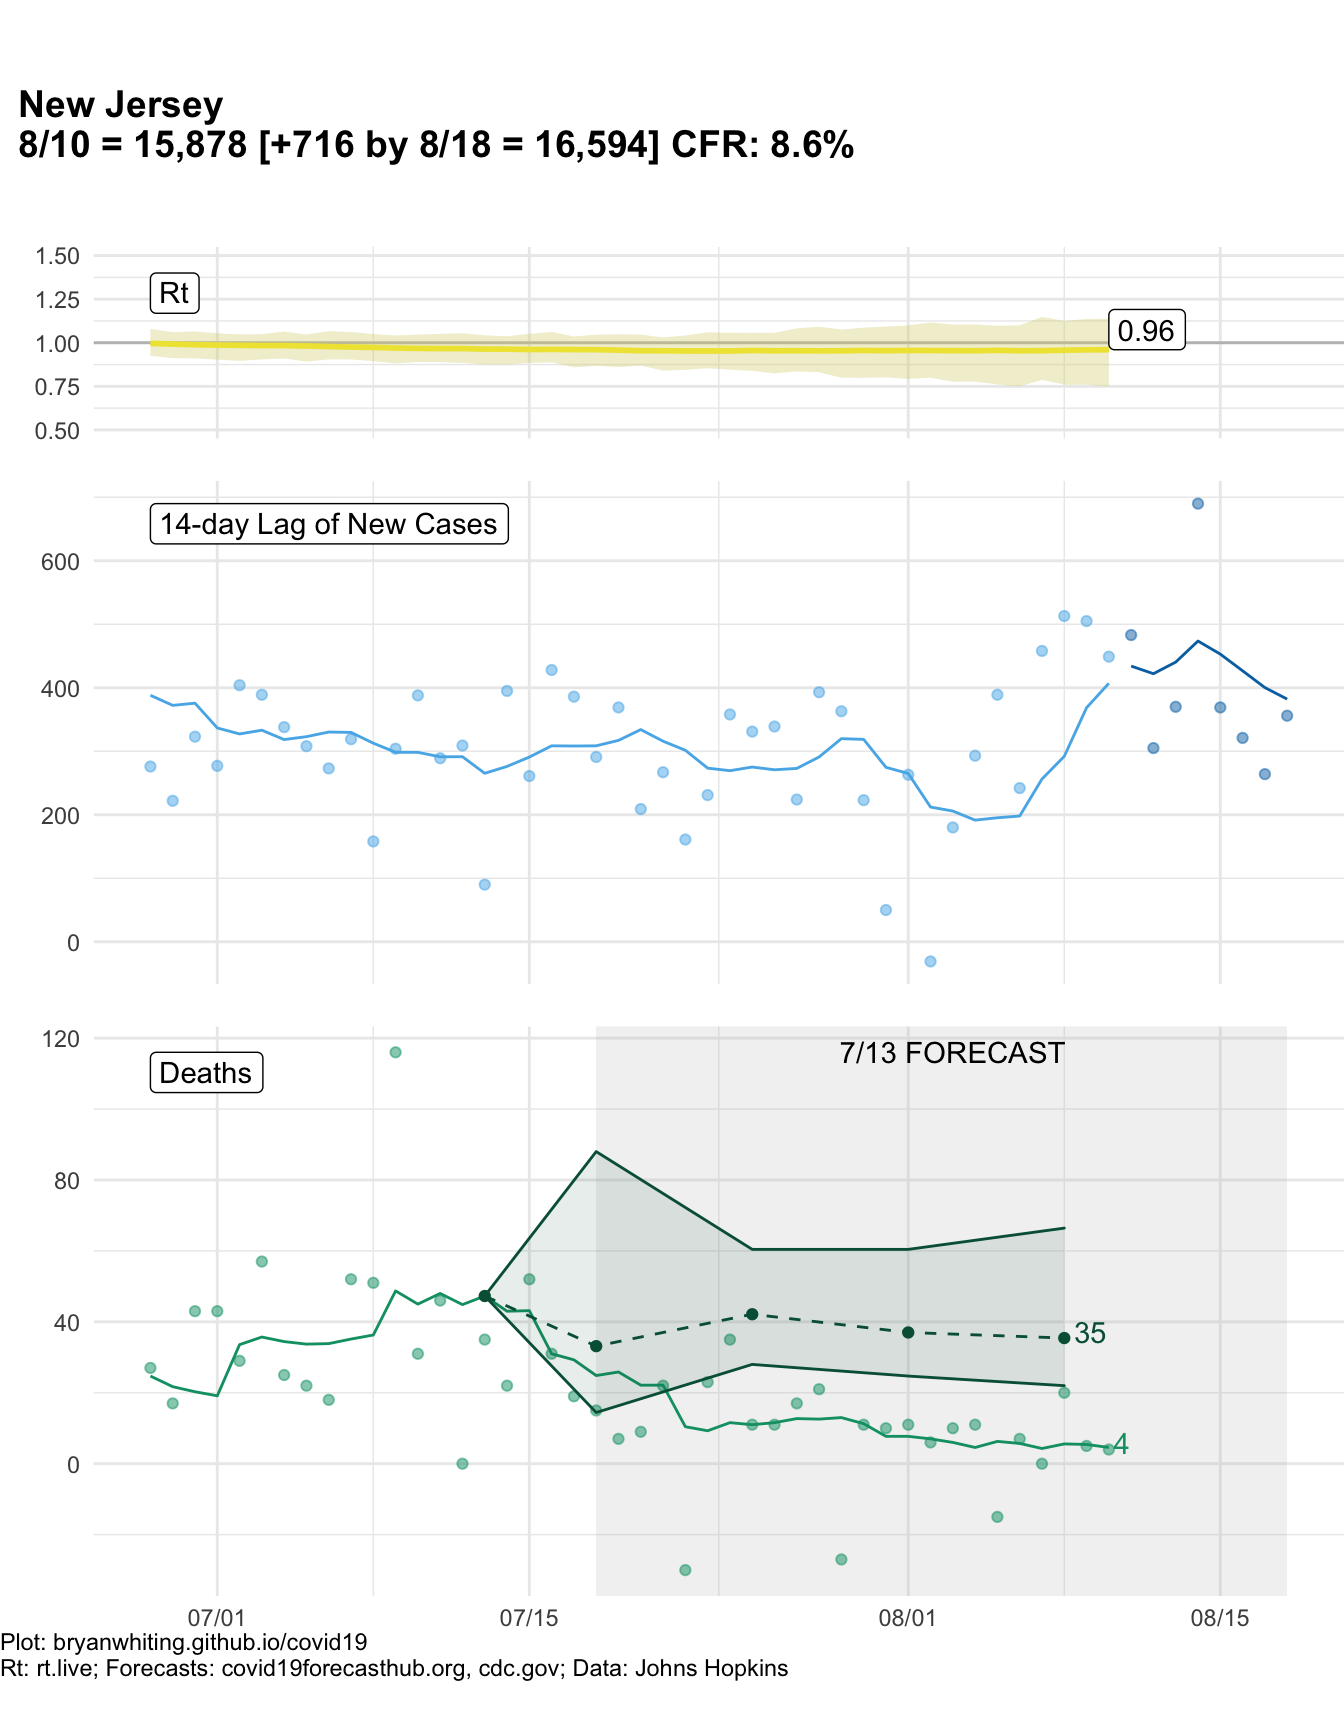 New Jersey
8/10 = 15,878 [+716 by 8/18 = 16,594] CFR: 8.6%
1.50
Rt
1.25
0.96
1.00
0.75
0.50
14-day Lag of New Cases
600
400
200
0
120
7/13 FORECAST
Deaths
80
40
35
4
0
07/01 07/15 08/01 08/15
Plot: bryanwhiting.github.io/covid19
Rt: rt.live; Forecasts: covid19forecasthub.org, cdc.gov; Data: Johns Hopkins